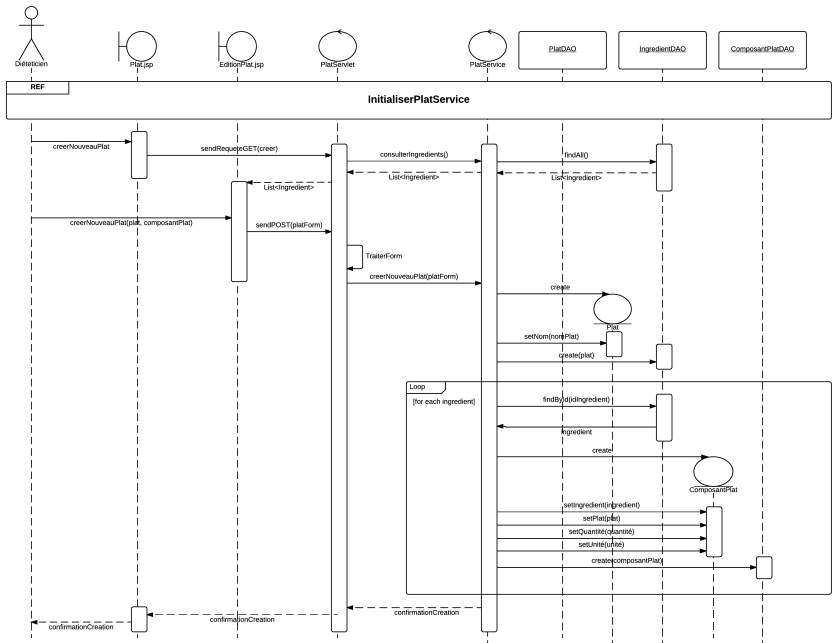 Diéteticien
Plat.jsp
EditionPlat.jsp
PlatServlet
PlatService
PlatDAO
IngredientDAO
ComposantPlatDAO
REF
InitialiserPlatService
creerNouveauPlat
sendRequeteGET(creer)
consulterIngredients()
findAll()
List<Ingredient>
List<Ingredient>
List<Ingredient>
creerNouveauPlat(plat, composantPlat)
sendPOST(platForm)
TraiterForm
creerNouveauPlat(platForm)
create
Plat
setNom(nomPlat)
create(plat)
Loop
[for each ingredient]
findById(idIngredient)
ingredient
create
ComposantPlat
setIngredient(ingredient)
setPlat(plat)
setQuantité(quantité)
setUnité(unité)
create(composantPlat)
confirmationCreation
confirmationCreation
confirmationCreation